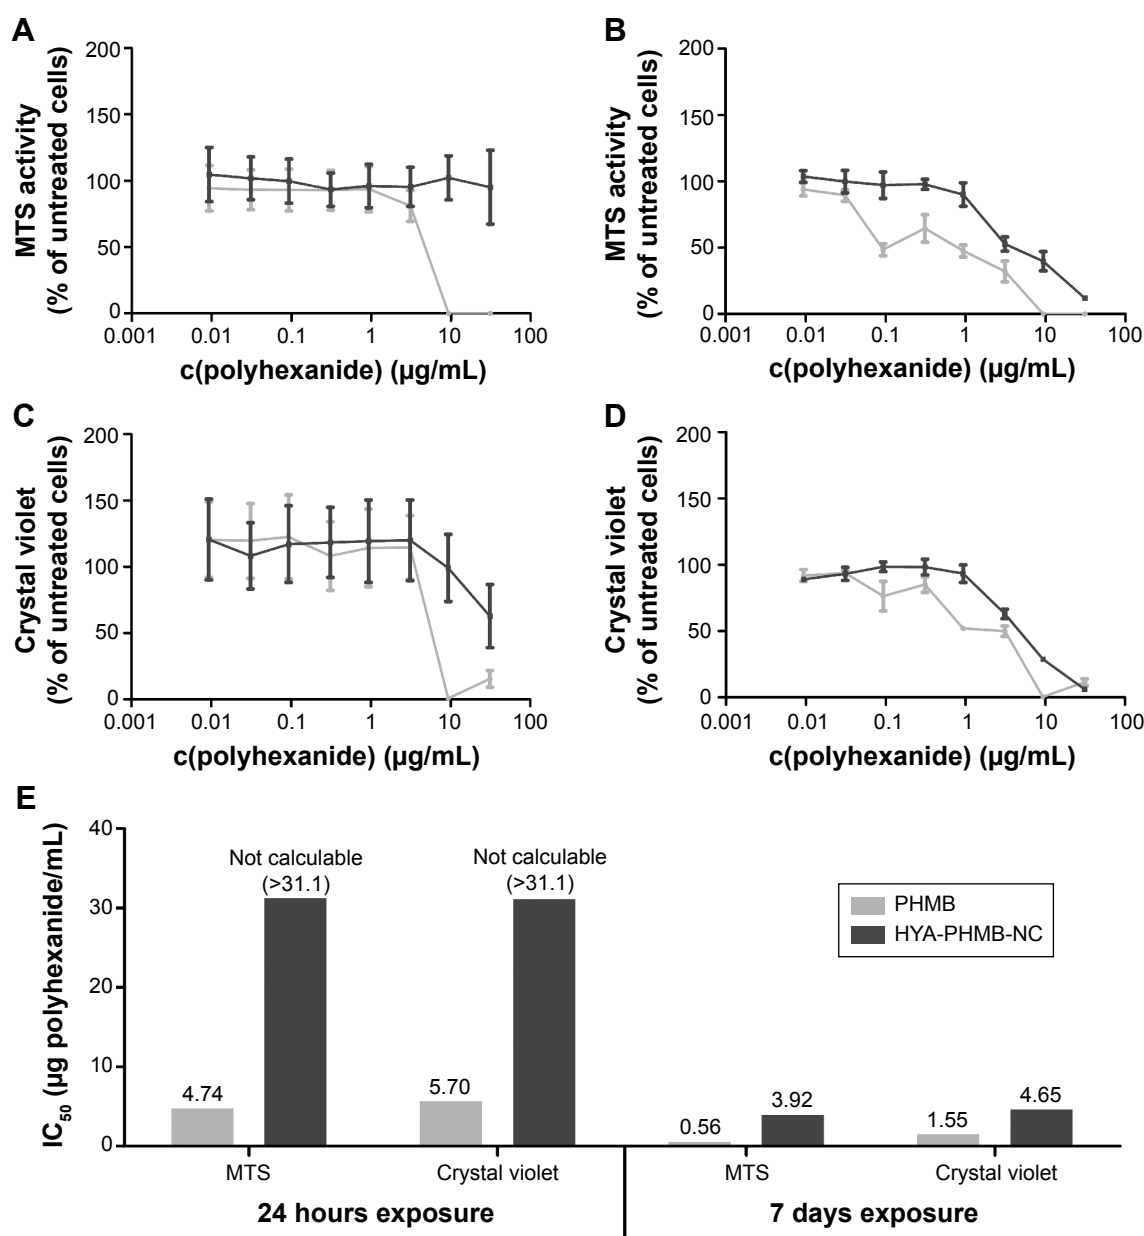 A
MTS activity
(% of untreated cells)
200
150
100
50
0
0.001
0.01
0.1
1
10
100
c(polyhexanide) (µg/mL)
B
MTS activity
(% of untreated cells)
200
150
100
50
0
0.001
0.01
0.1
1
10
100
c(polyhexanide) (µg/mL)
C
Crystal violet
(% of untreated cells)
200
150
100
50
0
0.001
0.01
0.1
1
10
100
c(polyhexanide) (µg/mL)
D
Crystal violet
(% of untreated cells)
200
150
100
50
0
0.001
0.01
0.1
1
10
100
c(polyhexanide) (µg/mL)
E
IC50 (µg polyhexanide/mL)
40
30
20
10
0
Not calculable
(>31.1)
Not calculable
(>31.1)
4.74
5.70
0.56
3.92
1.55
4.65
PHMB
HYA-PHMB-NC
MTS
Crystal violet
MTS
Crystal violet
24 hours exposure
7 days exposure